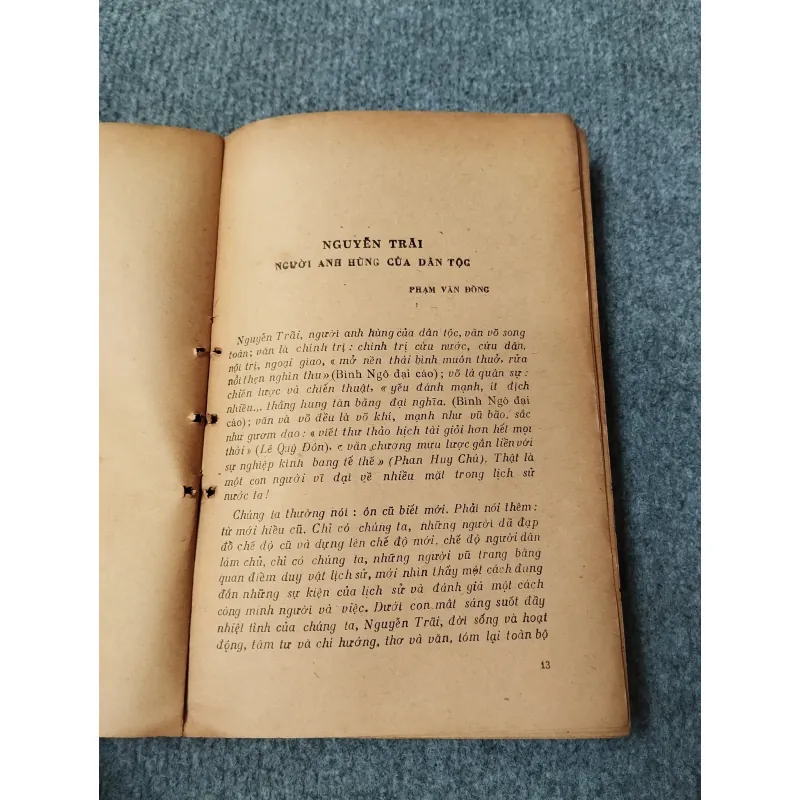 NGUYỄN TRÃI
NGƯỜI ANH HÙNG CỦA DÂN TỘC
PHẠM VĂN ĐỒNG
Nguyễn Trãi, người anh hùng của dân tộc, văn võ song
toàn; văn là chính trị: chính trị cứu nước, cứu dân,
nội trị, ngoại giao, « mở nền thái bình muôn thuở, rửa
nỗi thẹn nghìn thu » (Bình Ngô đại cáo); võ là quân sự:
chiến lược và chiến thuật, « yếu đánh mạnh, ít địch
nhiều... thắng hung tàn bằng đại nghĩa. (Bình Ngô đại
cáo); văn và võ đều là võ khí, mạnh như vũ bão, sắc
như gươm dao: « viết thư thảo hịch tài giỏi hơn hết mọi
thời » (Lê Quý Đôn), « văn chương mưu lược gắn liền với
sự nghiệp kinh bang tế thế » (Phan Huy Chú). Thật là
một con người vĩ đại về nhiều mặt trong lịch sử
nước ta!
Chúng ta thường nói: ôn cũ biết mới. Phải nói thêm:
từ mới hiểu cũ. Chỉ có chúng ta, những người đã đạp
đổ chế độ cũ và dựng lên chế độ mới, chế độ người dân
làm chủ, chỉ có chúng ta, những người vũ trang bằng
quan điểm duy vật lịch sử, mới nhìn thấy một cách đúng
đắn những sự kiện của lịch sử và đánh giá một cách
công minh người và việc. Dưới con mắt sáng suốt đầy
nhiệt tình của chúng ta, Nguyễn Trãi, đời sống và hoạt
động, tâm tư và chí hướng, thơ và văn, tóm lại toàn bộ
13